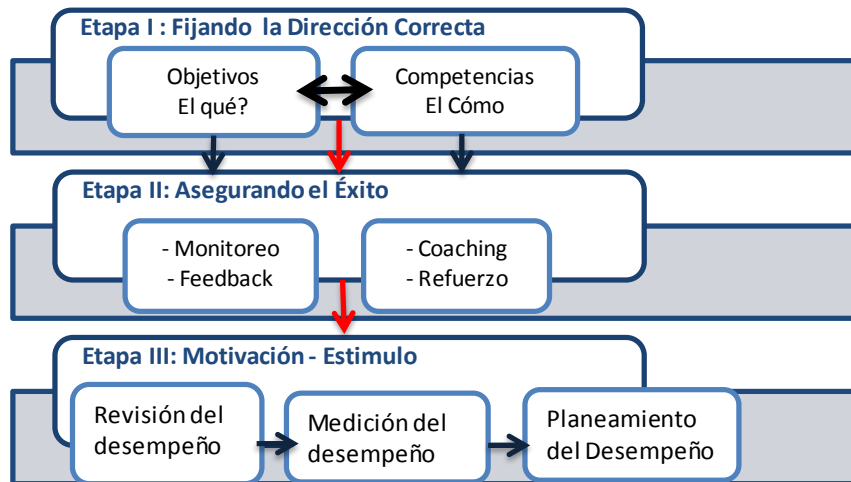 Etapa I : Fijando la Dirección Correcta
Objetivos
El qué?
Competencias
El Cómo
Etapa II: Asegurando el Éxito
- Monitoreo
- Feedback
- Coaching
- Refuerzo
Etapa III: Motivación - Estimulo
Revisión del
desempeño
Medición del
desempeño
Planeamiento
del Desempeño